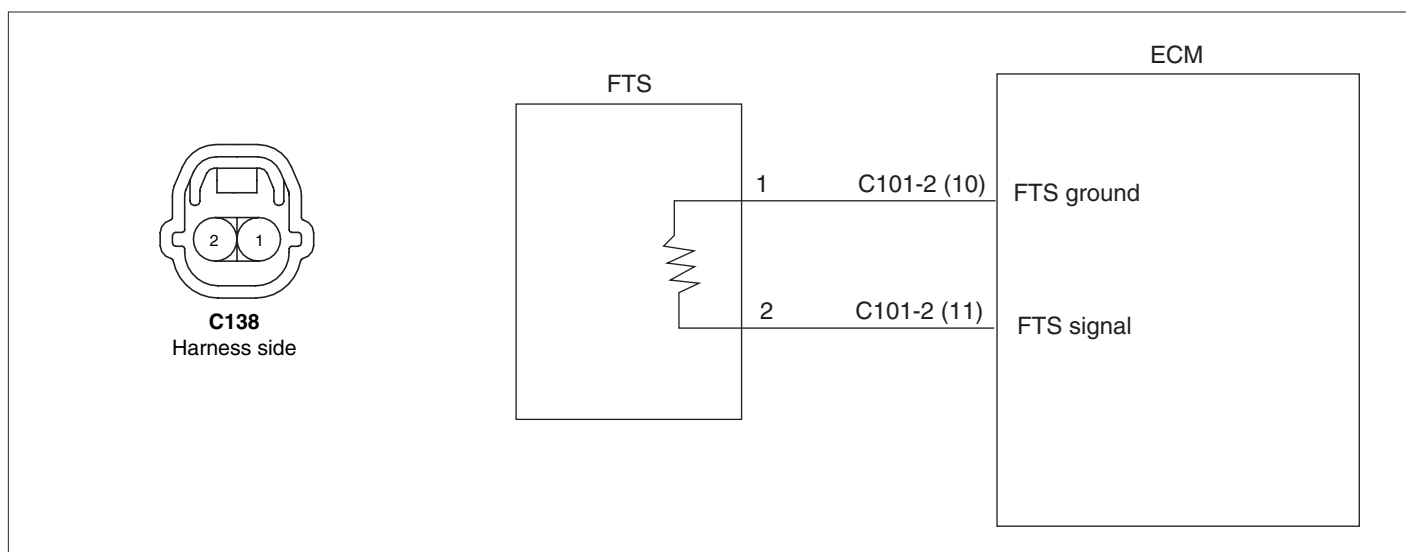 ECM
FTS
1
C101-2 (10)
FTS ground
2 1
2
C101-2 (11)
FTS signal
C138
Harness side